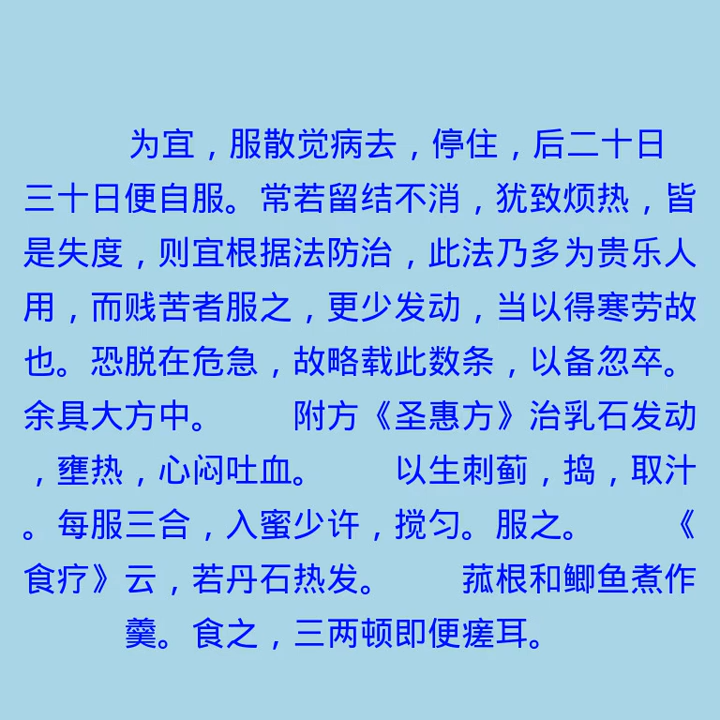 为宜，服散觉病去，停住，后二十日
三十日便自服。常若留结不消，犹致烦热，皆
是失度，则宜根据法防治，此法乃多为贵乐人
用，而贱苦者服之，更少发动，当以得寒劳故
也。恐脱在危急，故略载此数条，以备忽卒。
余具大方中。 附方《圣惠方》治乳石发动
，壅热，心闷吐血。 以生刺蓟，捣，取汁
。每服三合，入蜜少许，搅匀。服之。 《
食疗》云，若丹石热发。 菰根和鲫鱼煮作
羹。食之，三两顿即便瘥耳。